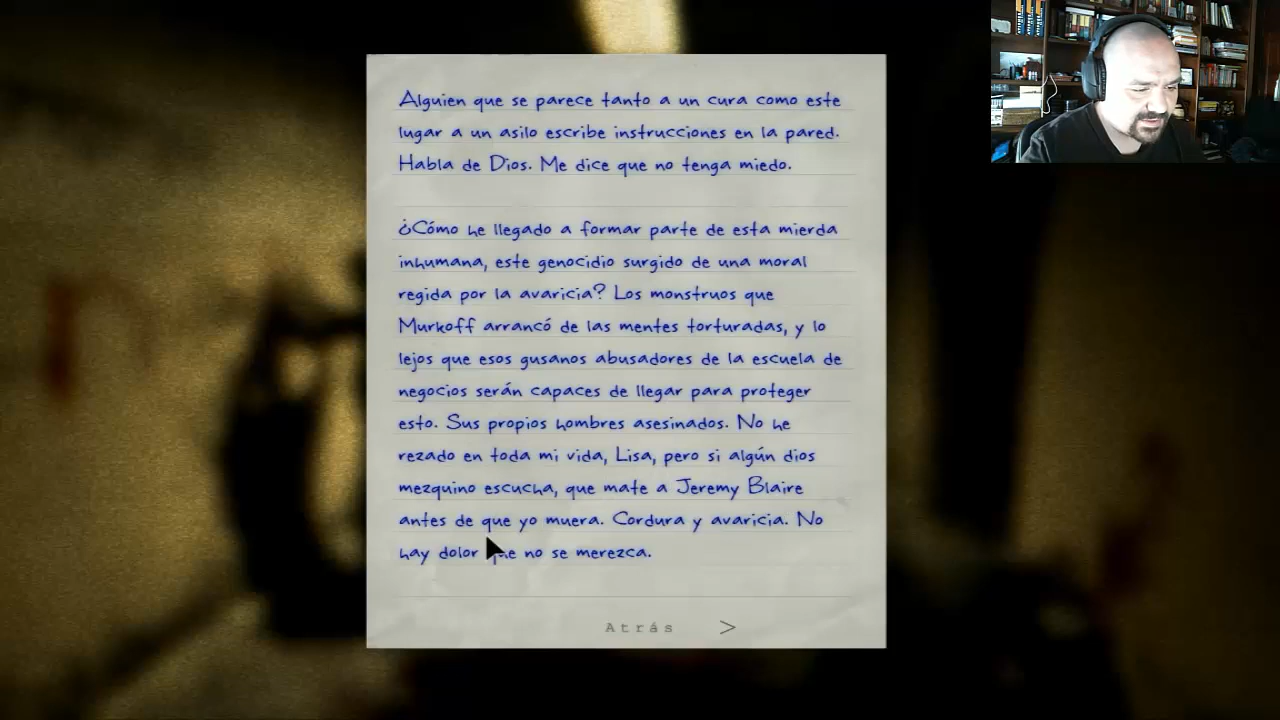 Alguien que se parece tanto a un cura como este
lugar a un asilo escribe instrucciones en la pared.
Habla de Dios. Me dice que no tenga miedo.
¿Cómo he llegado a formar parte de esta mierda
inhumana, este genocidio surgido de una moral
regida por la avaricia? Los monstruos que
Murkoff arrancó de las mentes torturadas, y lo
lejos que esos gusanos abusadores de la escuela de
negocios serán capaces de llegar para proteger
esto. Sus propios hombres asesinados. No he
rezado en toda mi vida, Lisa, pero si algún dios
mezquino escucha, que mate a Jeremy Blaire
antes de que yo muera. Cordura y avaricia. No
hay dolor que no se merezca.
Atrás >